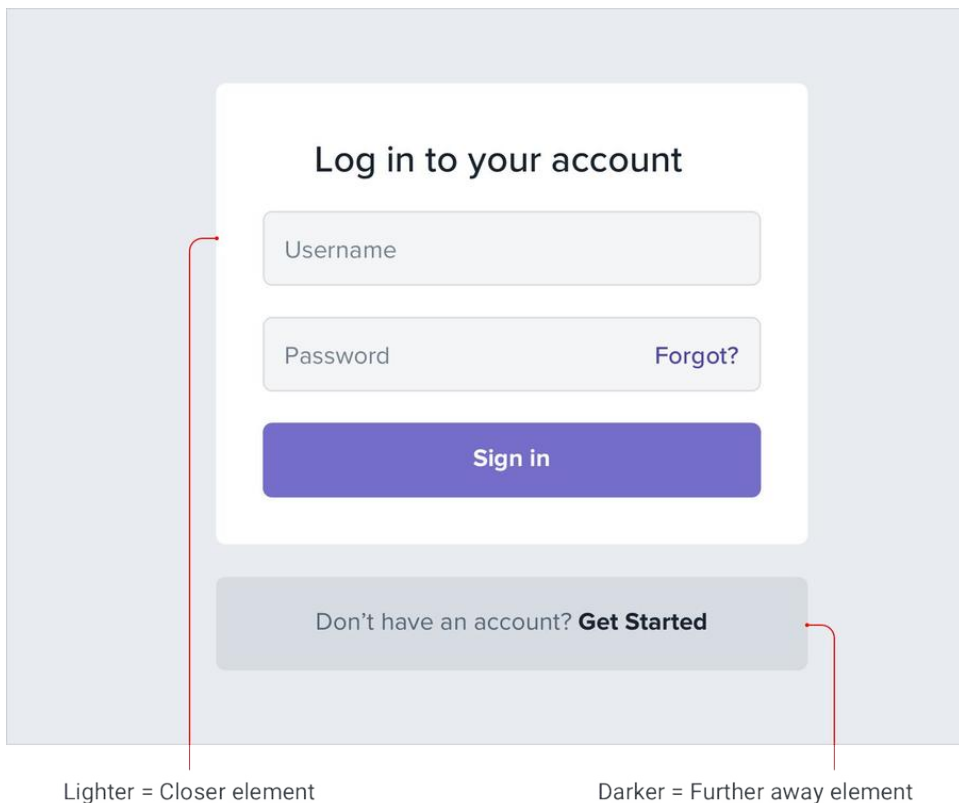 Log in to your account
Username
Password Forgot?
Sign in
Don’t have an account? Get Started
Lighter = Closer element
Darker = Further away element